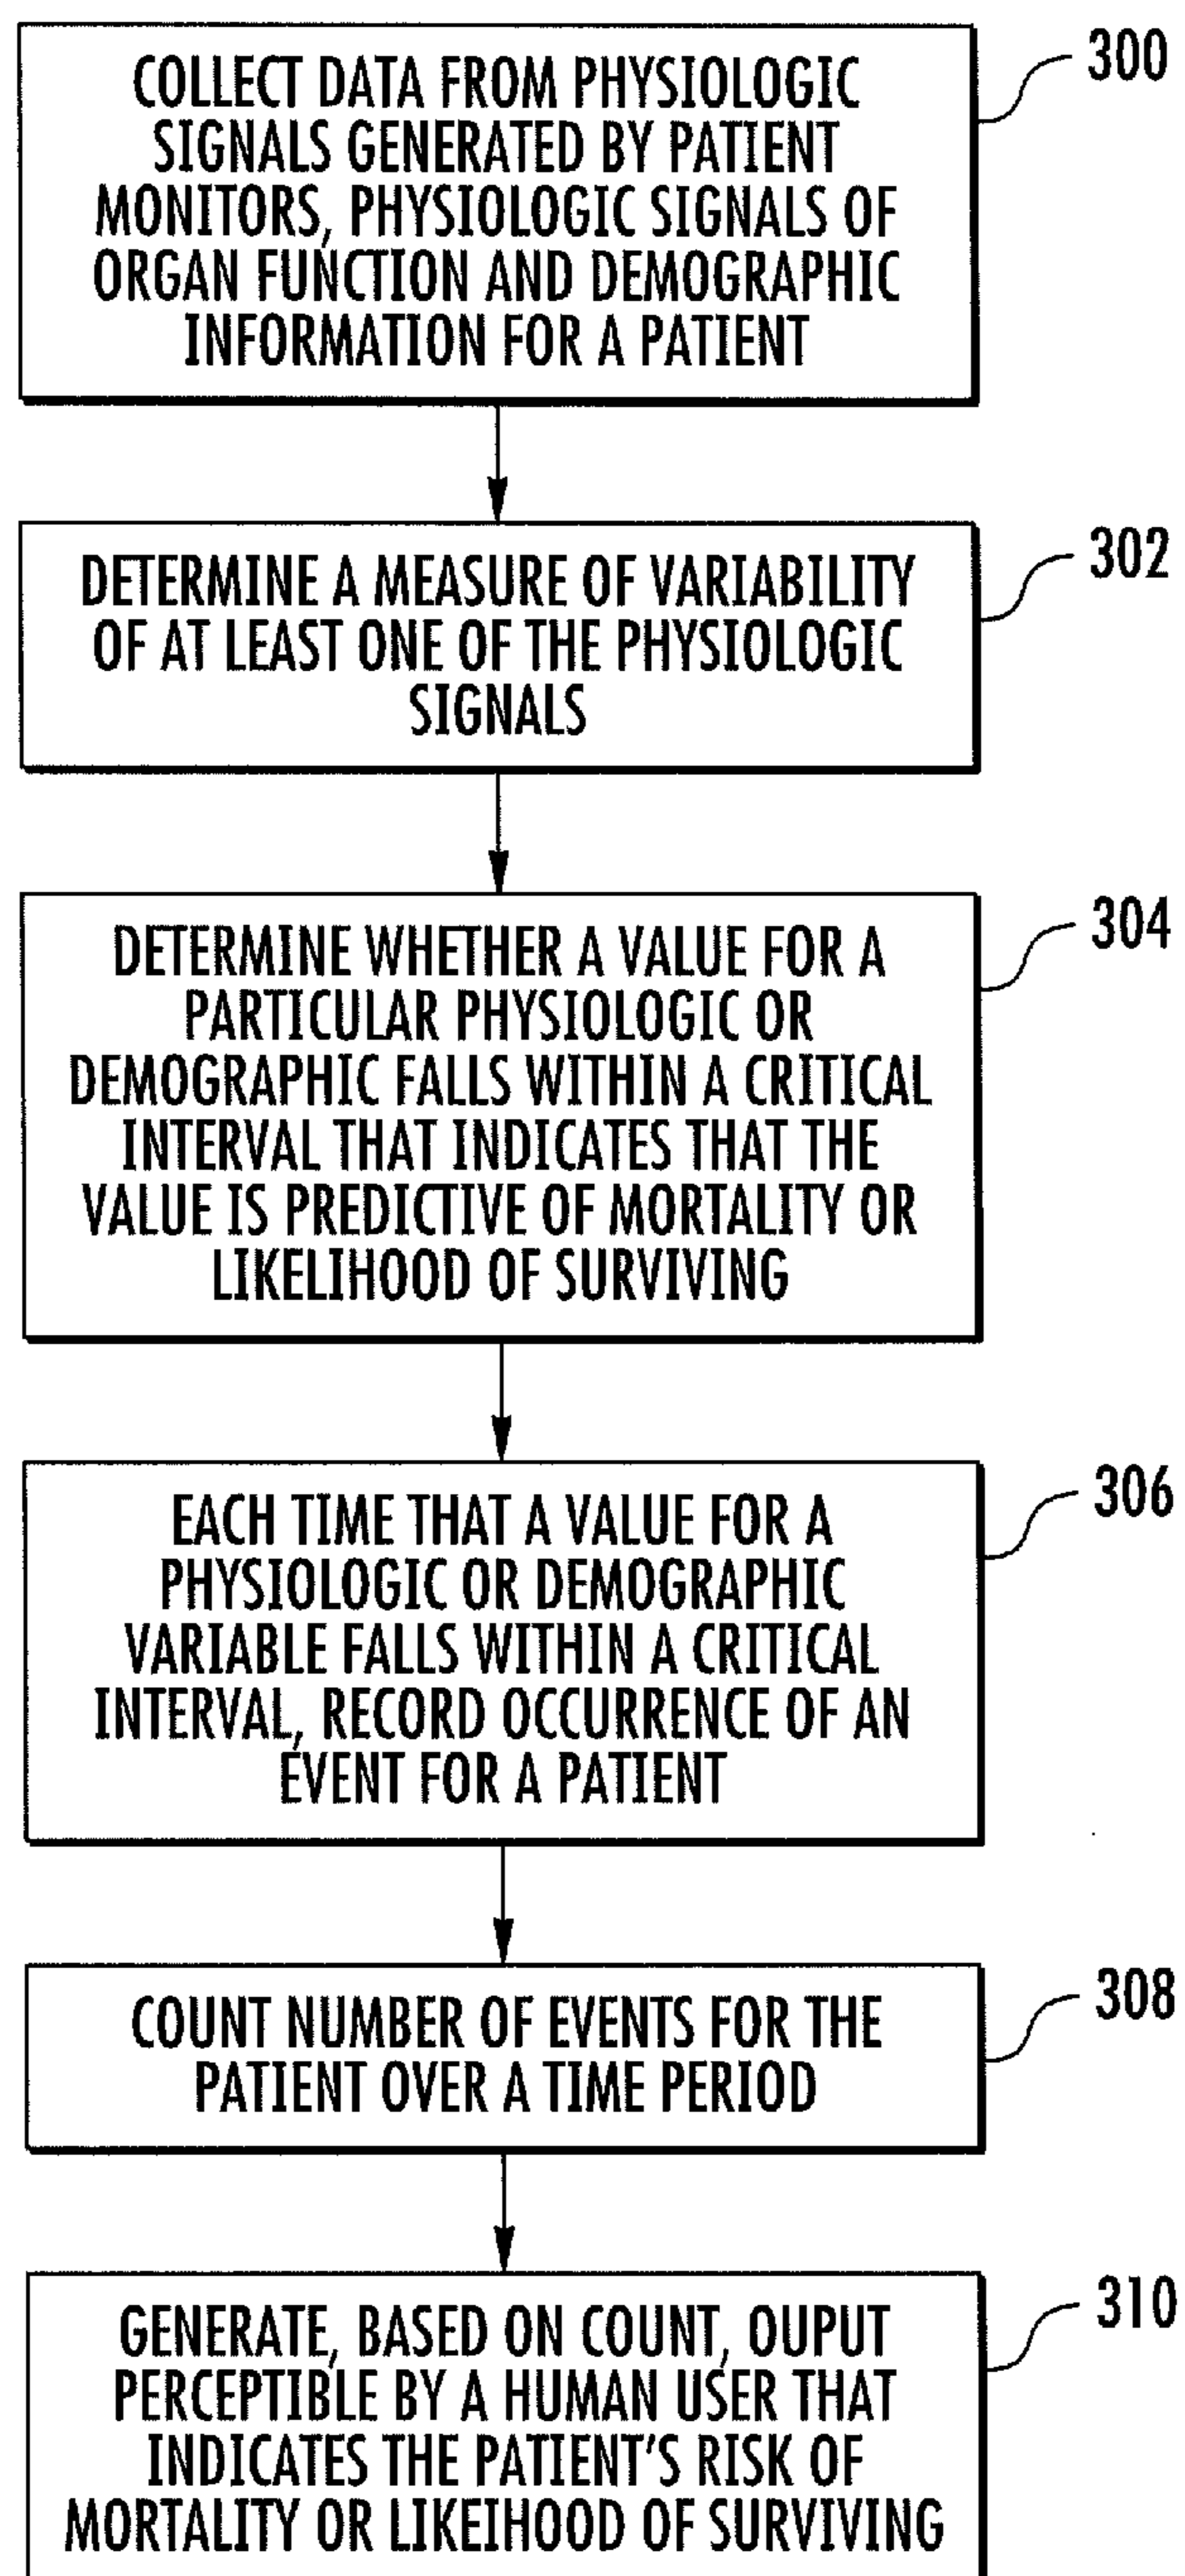 COLLECT DATA FROM PHYSIOLOGIC
SIGNALS GENERATED BY PATIENT
MONITORS, PHYSIOLOGIC SIGNALS OF
ORGAN FUNCTION AND DEMOGRAPHIC
INFORMATION FOR A PATIENT
300
DETERMINE A MEASURE OF VARIABILITY
OF AT LEAST ONE OF THE PHYSIOLOGIC
SIGNALS
302
DETERMINE WHETHER A VALUE FOR A
PARTICULAR PHYSIOLOGIC OR
DEMOGRAPHIC FALLS WITHIN A CRITICAL
INTERVAL THAT INDICATES THAT THE
VALUE IS PREDICTIVE OF MORTALITY OR
LIKELIHOOD OF SURVIVING
304
EACH TIME THAT A VALUE FOR A
PHYSIOLOGIC OR DEMOGRAPHIC
VARIABLE FALLS WITHIN A CRITICAL
INTERVAL, RECORD OCCURRENCE OF AN
EVENT FOR A PATIENT
306
COUNT NUMBER OF EVENTS FOR THE
PATIENT OVER A TIME PERIOD
308
GENERATE, BASED ON COUNT, OUPUT
PERCEPTIBLE BY A HUMAN USER THAT
INDICATES THE PATIENT'S RISK OF
MORTALITY OR LIKEIHOOD OF SURVIVING
310